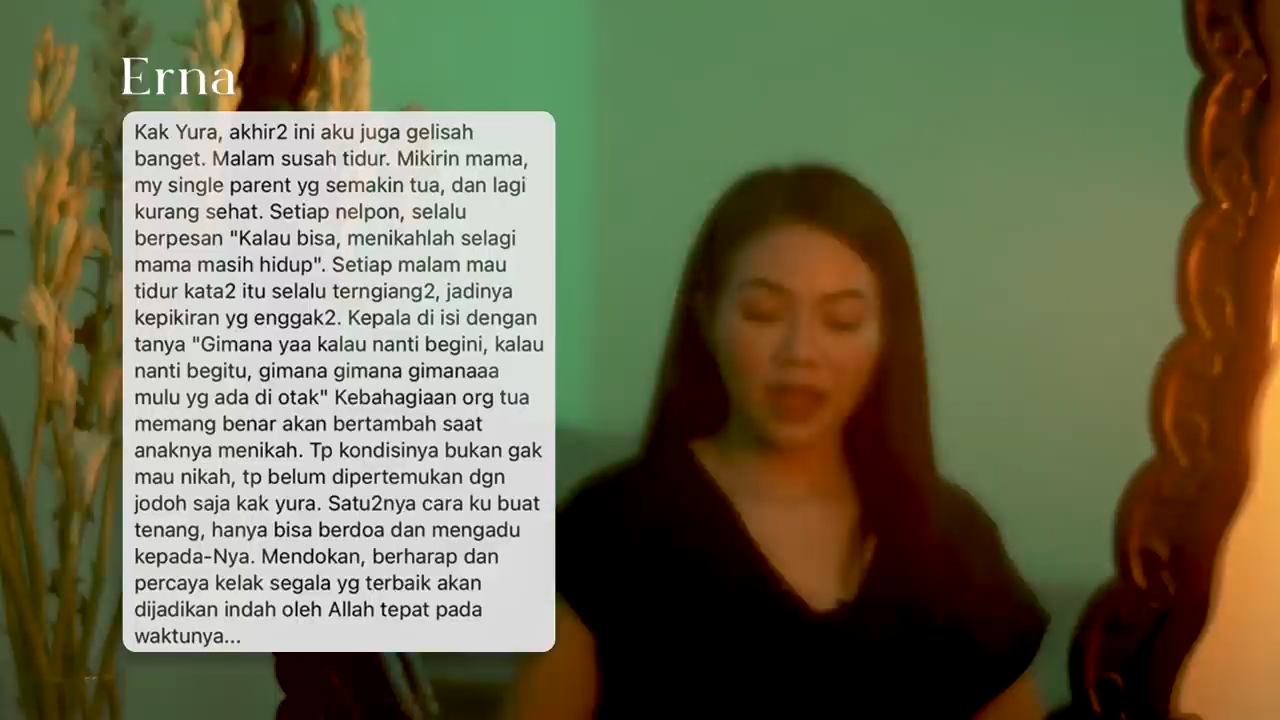 Erna
Kak Yura, akhir2 ini aku juga gelisah
banget. Malam susah tidur. Mikirin mama,
my single parent yg semakin tua, dan lagi
kurang sehat. Setiap nelpon, selalu
berpesan "Kalau bisa, menikahlah selagi
mama masih hidup". Setiap malam mau
tidur kata2 itu selalu terngiang2, jadinya
kepikiran yg enggak2. Kepala di isi dengan
tanya "Gimana yaa kalau nanti begini, kalau
nanti begitu, gimana gimana gimanaaa
mulu yg ada di otak" Kebahagiaan org tua
memang benar akan bertambah saat
anaknya menikah. Tp kondisinya bukan gak
mau nikah, tp belum dipertemukan dgn
jodoh saja kak yura. Satu2nya cara ku buat
tenang, hanya bisa berdoa dan mengadu
kepada-Nya. Mendokan, berharap dan
percaya kelak segala yg terbaik akan
dijadikan indah oleh Allah tepat pada
waktunya...